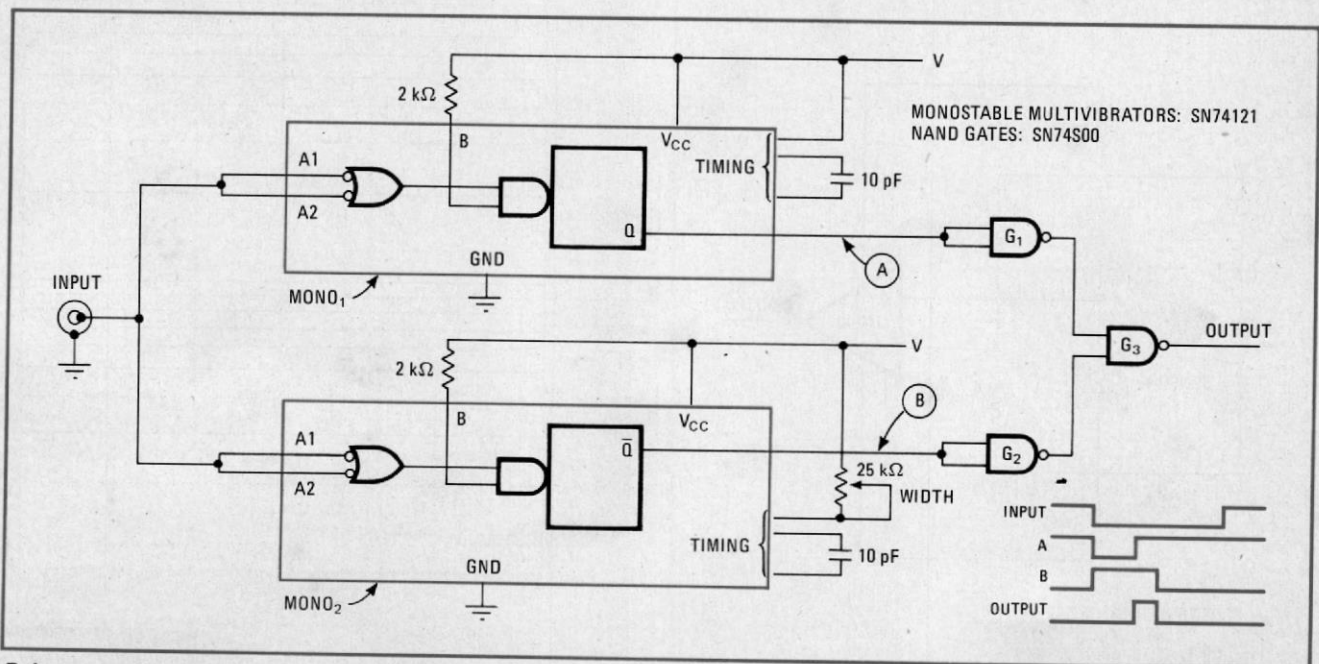 V
2 kΩ
MONOSTABLE MULTIVIBRATORS: SN74121
NAND GATES: SN74S00
B
VCC
A1
TIMING
10 pF
A2
Q
G1
GND
A
INPUT
MONO1
G3
OUTPUT
V
2 kΩ
B
VCC
B
A1
Q̅
G2
A2
25 kΩ
WIDTH
INPUT
TIMING
10 pF
A
GND
B
MONO2
OUTPUT